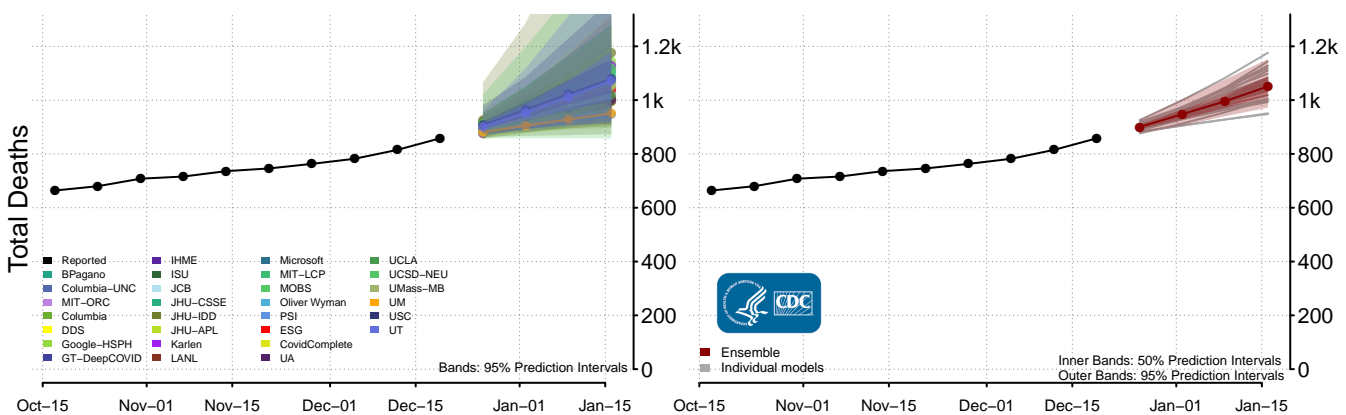 Total Deaths
1.2k
1k
800
600
400
200
0
Reported
BPagano
Columbia−UNC
MIT−ORC
Columbia
DDS
Google−HSPH
GT−DeepCOVID
IHME
ISU
JCB
JHU−CSSE
JHU−IDD
JHU−APL
Karlen
LANL
Microsoft
MIT−LCP
MOBS
Oliver Wyman
PSI
ESG
CovidComplete
UA
UCLA
UCSD−NEU
UMass−MB
UM
USC
UT
Bands: 95% Prediction Intervals
Oct−15 Nov−01 Nov−15 Dec−01 Dec−15 Jan−01 Jan−15
1.2k
1k
800
600
400
200
0
CDC
Ensemble
Individual models
Inner Bands: 50% Prediction Intervals
Outer Bands: 95% Prediction Intervals
Oct−15 Nov−01 Nov−15 Dec−01 Dec−15 Jan−01 Jan−15